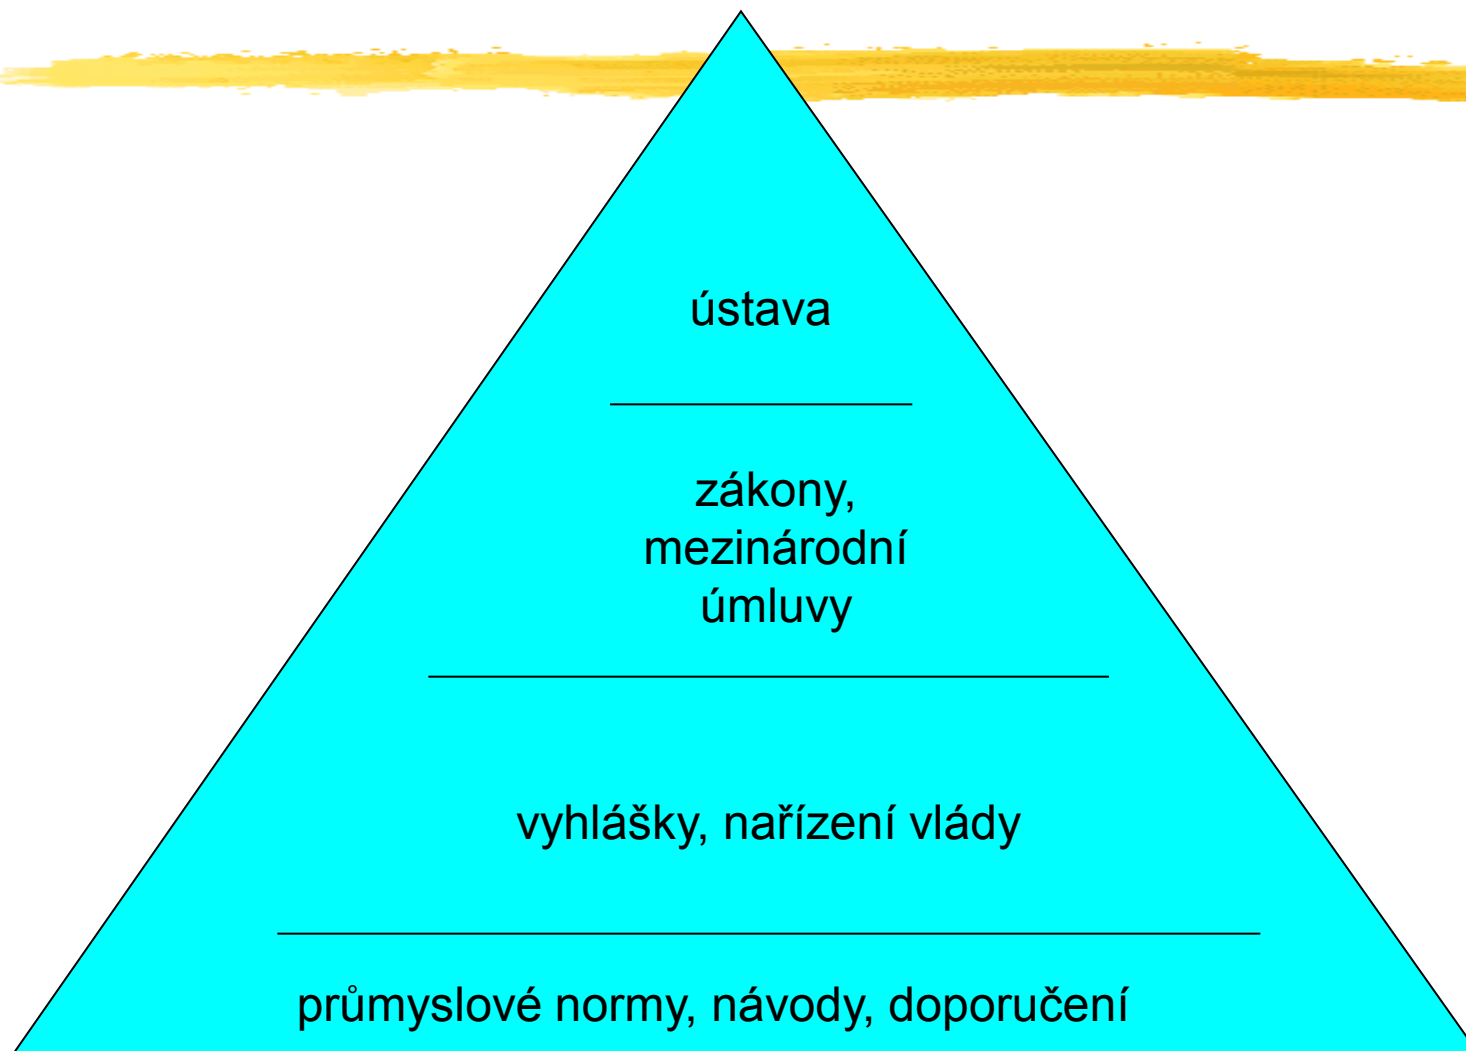 ústava
zákony,
mezinárodní
úmluvy
vyhlášky, nařízení vlády
průmyslové normy, návody, doporučení